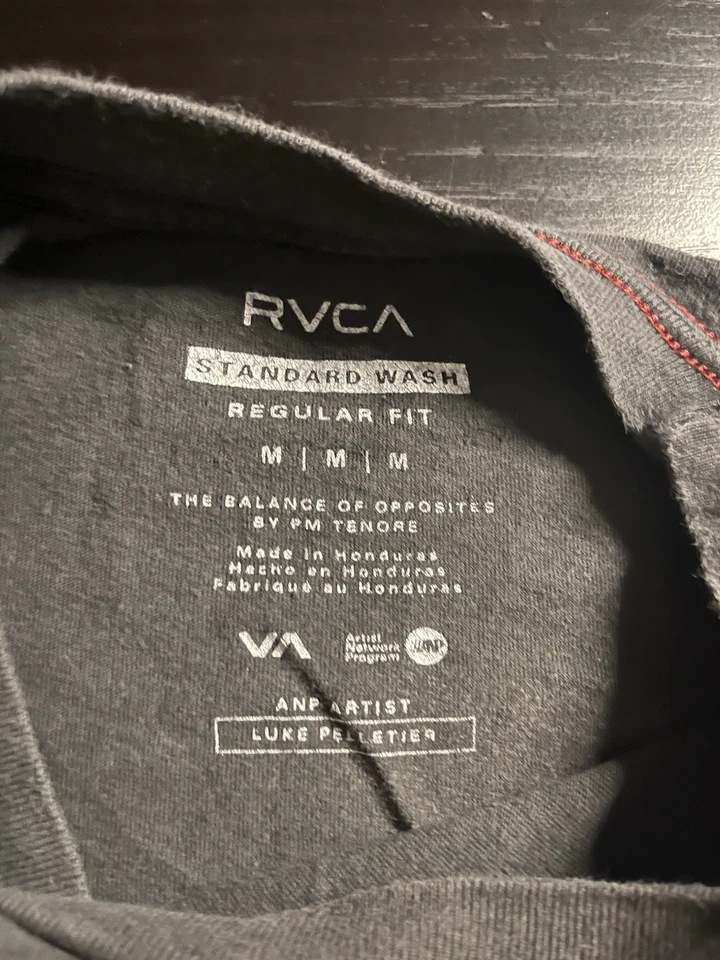 RVCA
STANDARD WASH
REGULAR FIT
M | M | M
THE BALANCE OF OPPOSITES
BY PM TENORE
Made in Honduras
Hecho en Honduras
Fabriqué au Honduras
VA
Artist
Network
Program
ANP
ANP ARTIST
LUKE PELLETIER